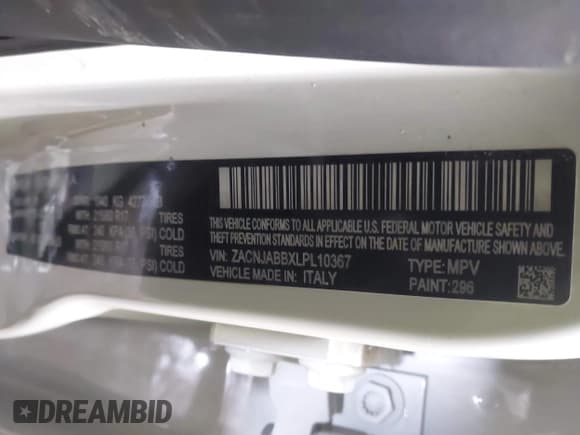 KG
TIRES
COLD
TIRES
COLD
THIS VEHICLE CONFORMS TO ALL APPLICABLE U.S. FEDERAL MOTOR VEHICLE SAFETY AND
THEFT PREVENTION STANDARDS IN EFFECT ON THE DATE OF MANUFACTURE SHOWN ABOVE.
VIN: ZACNJABBXLPL10367 TYPE: MPV
VEHICLE MADE IN: ITALY PAINT: 296
DREAMBID